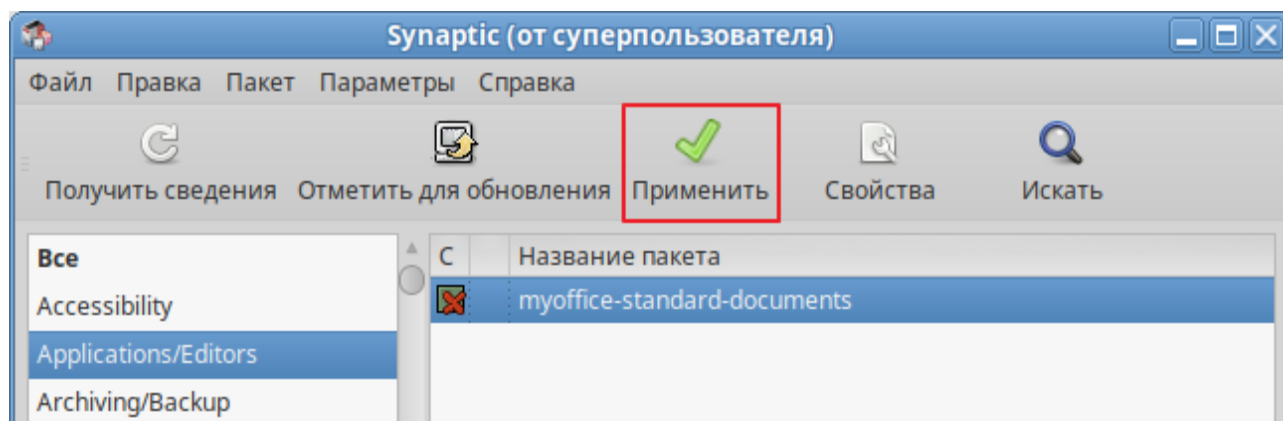 Synaptic (от суперпользователя)
Файл Правка Пакет Параметры Справка
Получить сведения Отметить для обновления Применить Свойства Искать
Все
С Название пакета
Accessibility
myoffice-standard-documents
Applications/Editors
Archiving/Backup